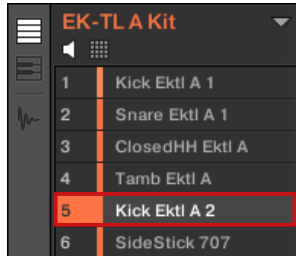 EK-TL A Kit
1 Kick Ektl A 1
2 Snare Ektl A 1
3 ClosedHH Ektl A
4 Tamb Ektl A
5 Kick Ektl A 2
6 SideStick 707